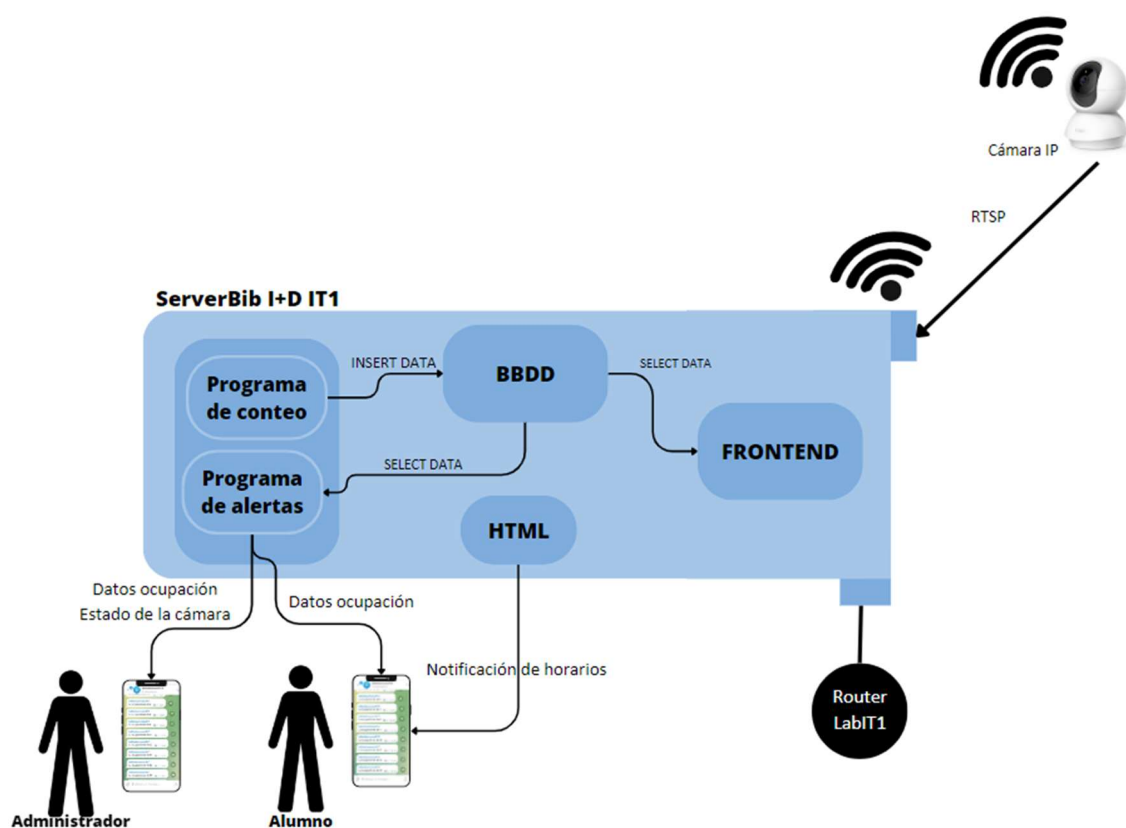 Cámara IP
RTSP
ServerBib I+D IT1
Programa
de conteo
INSERT DATA
BBDD
SELECT DATA
FRONTEND
SELECT DATA
Programa
de alertas
HTML
Datos ocupación
Estado de la cámara
Datos ocupación
Notificación de horarios
Router
LabIT1
Administrador
Alumno